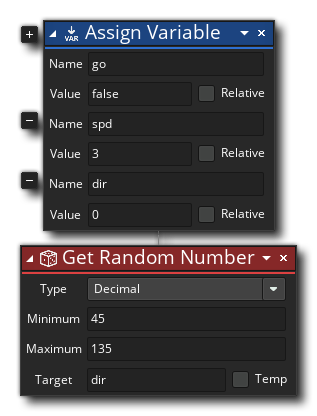 VAR Assign Variable
Name go
Value false Relative
Name spd
Value 3 Relative
Name dir
Value 0 Relative
Get Random Number
Type Decimal
Minimum 45
Maximum 135
Target dir Temp